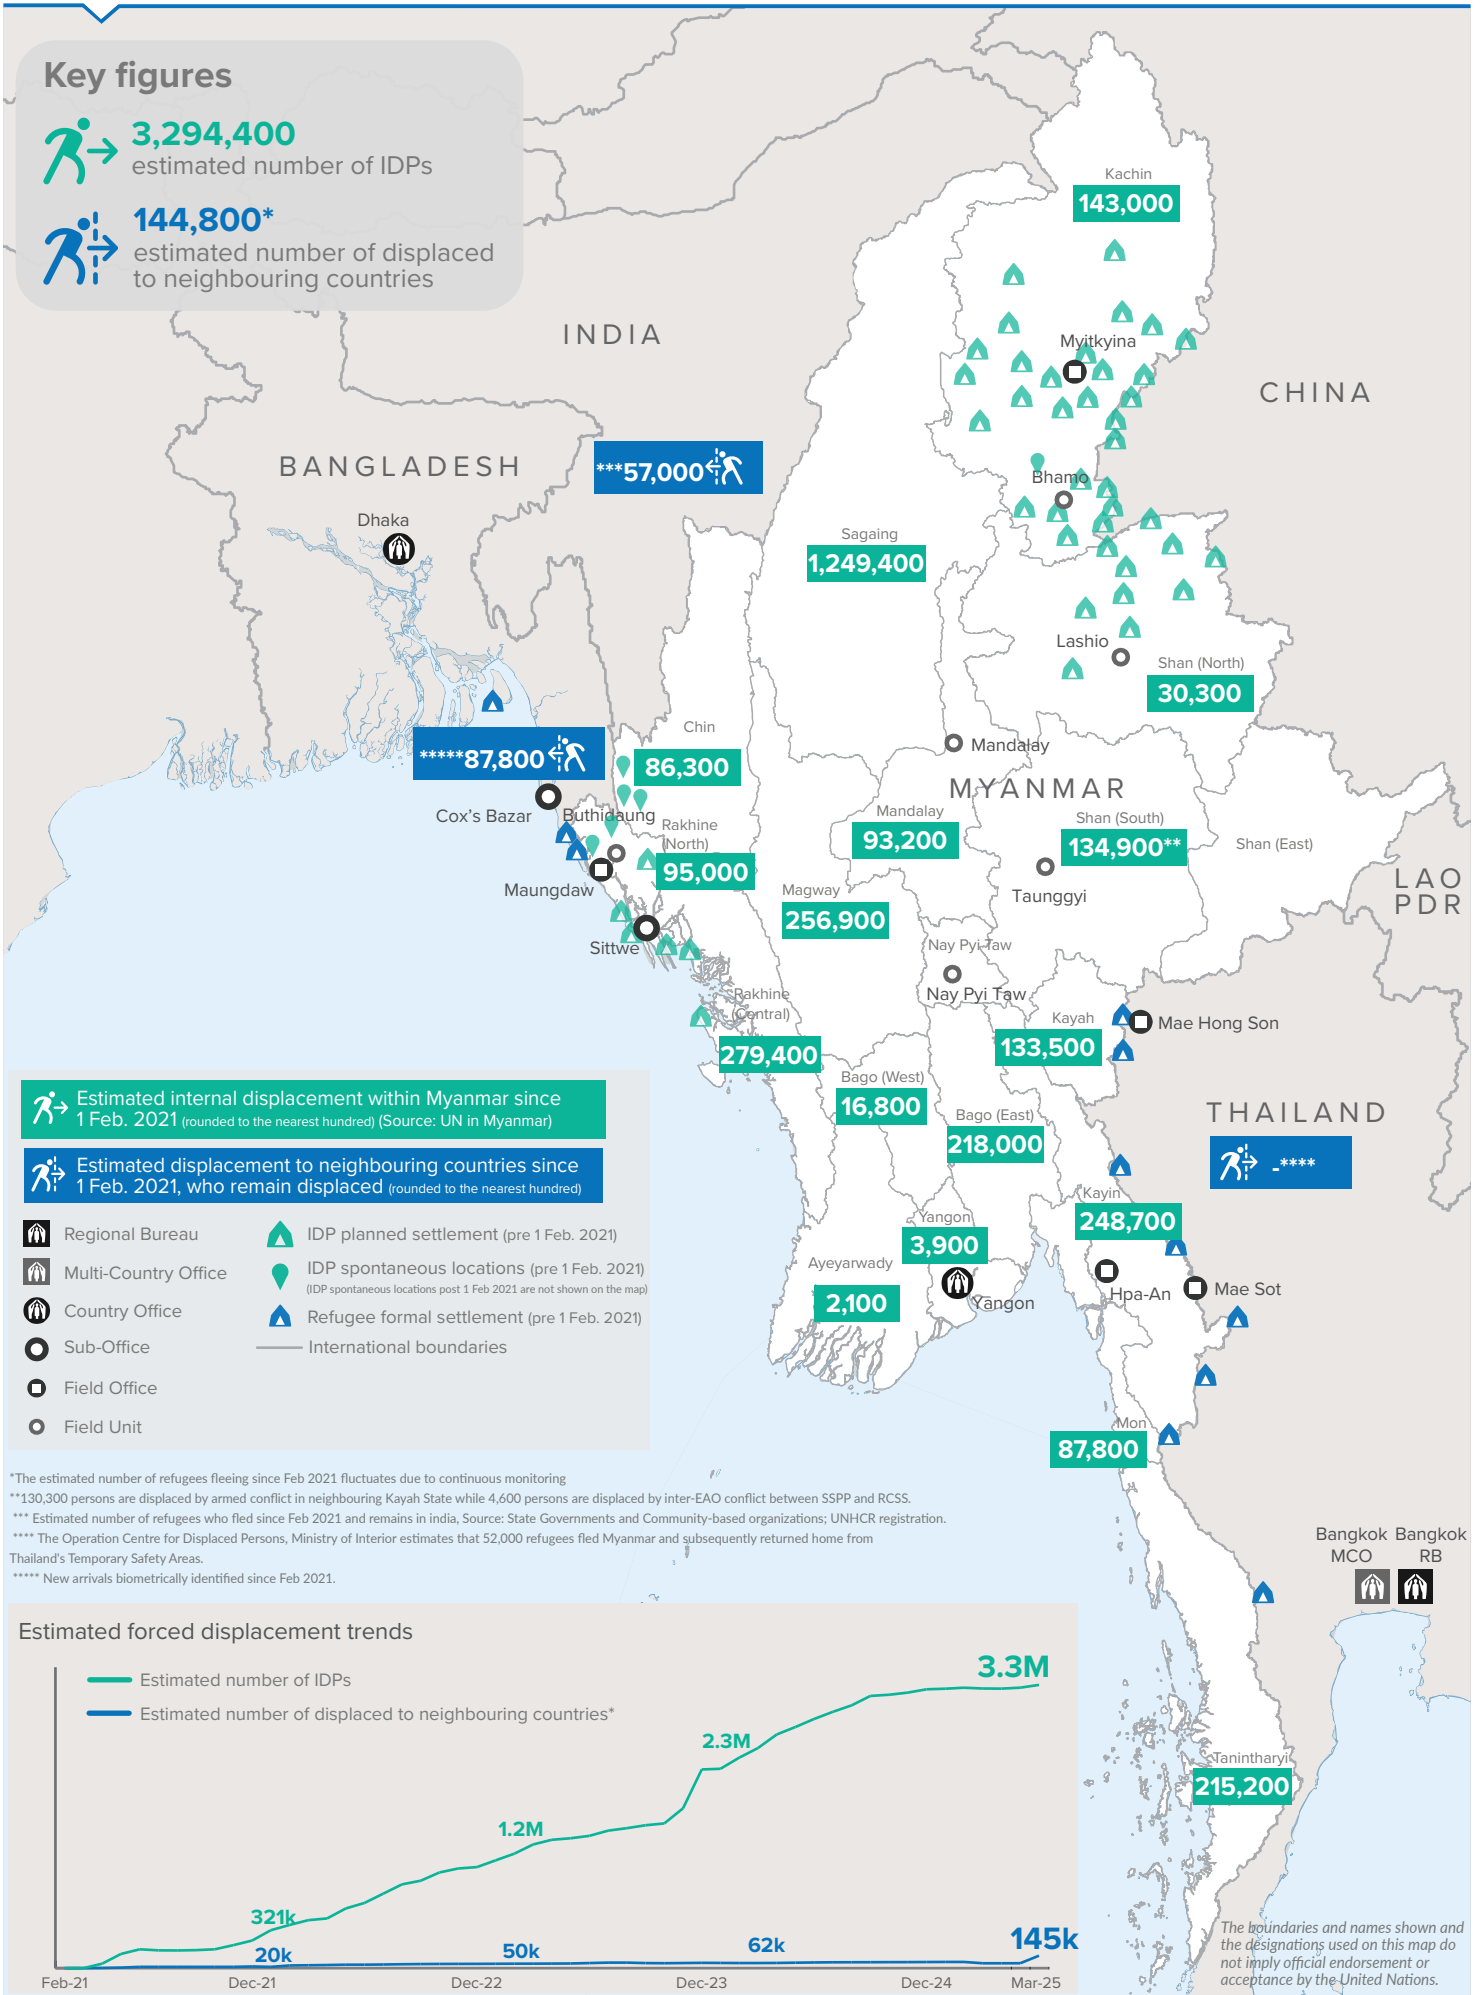 Key figures
3,294,400
estimated number of IDPs
144,800*
estimated number of displaced
to neighbouring countries
Kachin
143,000
INDIA
Myitkyina
CHINA
BANGLADESH
***57,000
Bhamo
Dhaka
Sagaing
1,249,400
Lashio
Shan (North)
30,300
Chin
86,300
*****87,800
Mandalay
MYANMAR
Cox's Bazar
Buthidaung
Rakhine
(North)
95,000
Mandalay
93,200
Shan (South)
134,900**
Shan (East)
LAO
PDR
Maungdaw
Magway
256,900
Taunggyi
Sittwe
Nay Pyi Taw
Nay Pyi Taw
Rakhine
(Central)
279,400
Kayah
133,500
Mae Hong Son
Bago (West)
16,800
Bago (East)
218,000
THAILAND
-****
Estimated internal displacement within Myanmar since
1 Feb. 2021 (rounded to the nearest hundred) (Source: UN in Myanmar)
Estimated displacement to neighbouring countries since
1 Feb. 2021, who remain displaced (rounded to the nearest hundred)
Kayin
248,700
Yangon
3,900
Ayeyarwady
2,100
Yangon
Hpa-An
Mae Sot
Regional Bureau
Multi-Country Office
Country Office
Sub-Office
Field Office
Field Unit
IDP planned settlement (pre 1 Feb. 2021)
IDP spontaneous locations (pre 1 Feb. 2021)
(IDP spontaneous locations post 1 Feb 2021 are not shown on the map)
Refugee formal settlement (pre 1 Feb. 2021)
International boundaries
Mon
87,800
*The estimated number of refugees fleeing since Feb 2021 fluctuates due to continuous monitoring
**130,300 persons are displaced by armed conflict in neighbouring Kayah State while 4,600 persons are displaced by inter-EAO conflict between SSPP and RCSS.
*** Estimated number of refugees who fled since Feb 2021 and remains in india, Source: State Governments and Community-based organizations; UNHCR registration.
**** The Operation Centre for Displaced Persons, Ministry of Interior estimates that 52,000 refugees fled Myanmar and subsequently returned home from
Thailand's Temporary Safety Areas.
***** New arrivals biometrically identified since Feb 2021.
Bangkok
MCO
Bangkok
RB
Tanintharyi
215,200
Estimated forced displacement trends
Estimated number of IDPs
Estimated number of displaced to neighbouring countries*
3.3M
2.3M
1.2M
321k
20k
50k
62k
145k
Feb-21
Dec-21
Dec-22
Dec-23
Dec-24
Mar-25
The boundaries and names shown and
the designations used on this map do
not imply official endorsement or
acceptance by the United Nations.